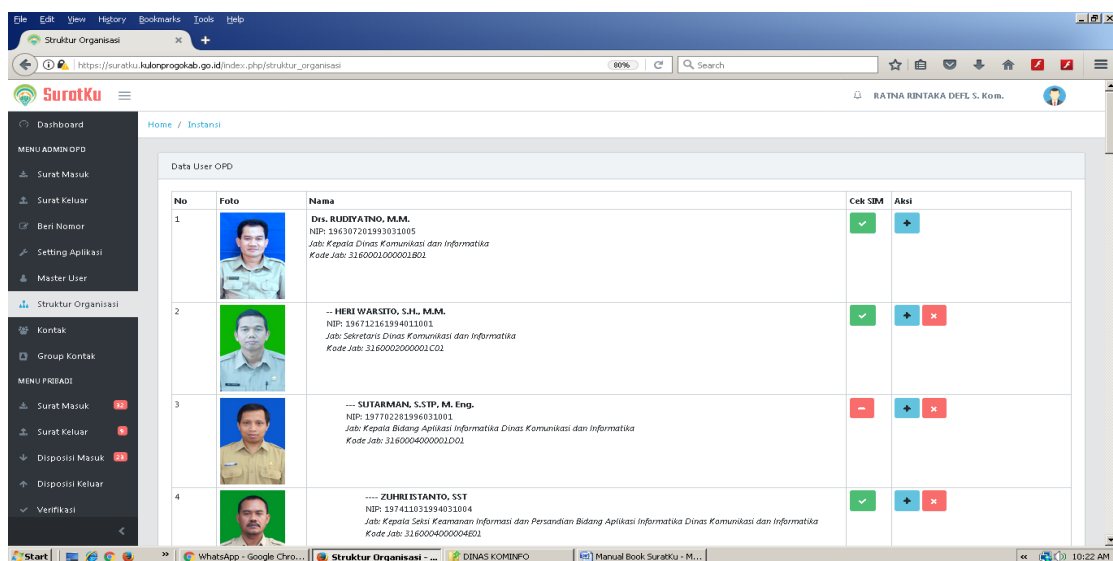 File Edit View History Bookmarks Tools Help
Struktur Organisasi × +
https://suratku.kulonprogokab.go.id/index.php/struktur_organisasi 80% Search
SuratKu RATNA RINTAKA DEFI, S. Kom.
Dashboard
Home / Instansi
MENU ADMIN OPD
Surat Masuk
Surat Keluar
Beri Nomor
Setting Aplikasi
Master User
Struktur Organisasi
Kontak
Group Kontak
MENU PRIBADI
Surat Masuk 92
Surat Keluar
Disposisi Masuk 23
Disposisi Keluar
Verifikasi
Data User OPD
No Foto Nama Cek SIM Aksi
1 Drs. RUDIYATNO, M.M.
NIP: 196307201993031005
Jab: Kepala Dinas Komunikasi dan Informatika
Kode Jab: 3160001000001B01
2 -- HERI WARSITO, S.H., M.M.
NIP: 196712161994011001
Jab: Sekretaris Dinas Komunikasi dan Informatika
Kode Jab: 3160002000001C01
3 --- SUTARMAN, S.STP, M. Eng.
NIP: 197702281996031001
Jab: Kepala Bidang Aplikasi Informatika Dinas Komunikasi dan Informatika
Kode Jab: 3160004000001D01
4 ---- ZUHRI ISTANTO, SST
NIP: 197411031994031004
Jab: Kepala Seksi Keamanan Informasi dan Persandian Bidang Aplikasi Informatika Dinas Komunikasi dan Informatika
Kode Jab: 3160004000004E01
Start WhatsApp - Google Chro... Struktur Organisasi - ... DINAS KOMINFO Manual Book SuratKu - M... 10:22 AM